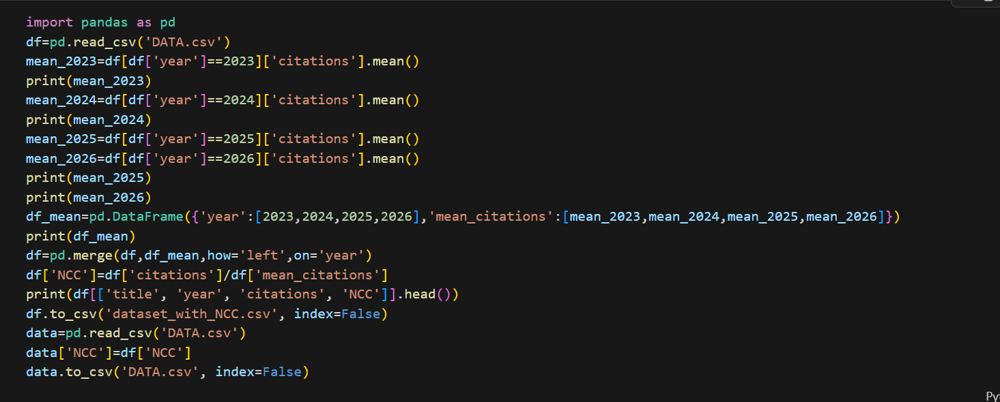 import pandas as pd
df=pd.read_csv('DATA.csv')
mean_2023=df[df['year']==2023]['citations'].mean()
print(mean_2023)
mean_2024=df[df['year']==2024]['citations'].mean()
print(mean_2024)
mean_2025=df[df['year']==2025]['citations'].mean()
mean_2026=df[df['year']==2026]['citations'].mean()
print(mean_2025)
print(mean_2026)
df_mean=pd.DataFrame({'year':[2023,2024,2025,2026],'mean_citations':[mean_2023,mean_2024,mean_2025,mean_2026]})
print(df_mean)
df=pd.merge(df,df_mean,how='left',on='year')
df['NCC']=df['citations']/df['mean_citations']
print(df[['title', 'year', 'citations', 'NCC']].head())
df.to_csv('dataset_with_NCC.csv', index=False)
data=pd.read_csv('DATA.csv')
data['NCC']=df['NCC']
data.to_csv('DATA.csv', index=False)